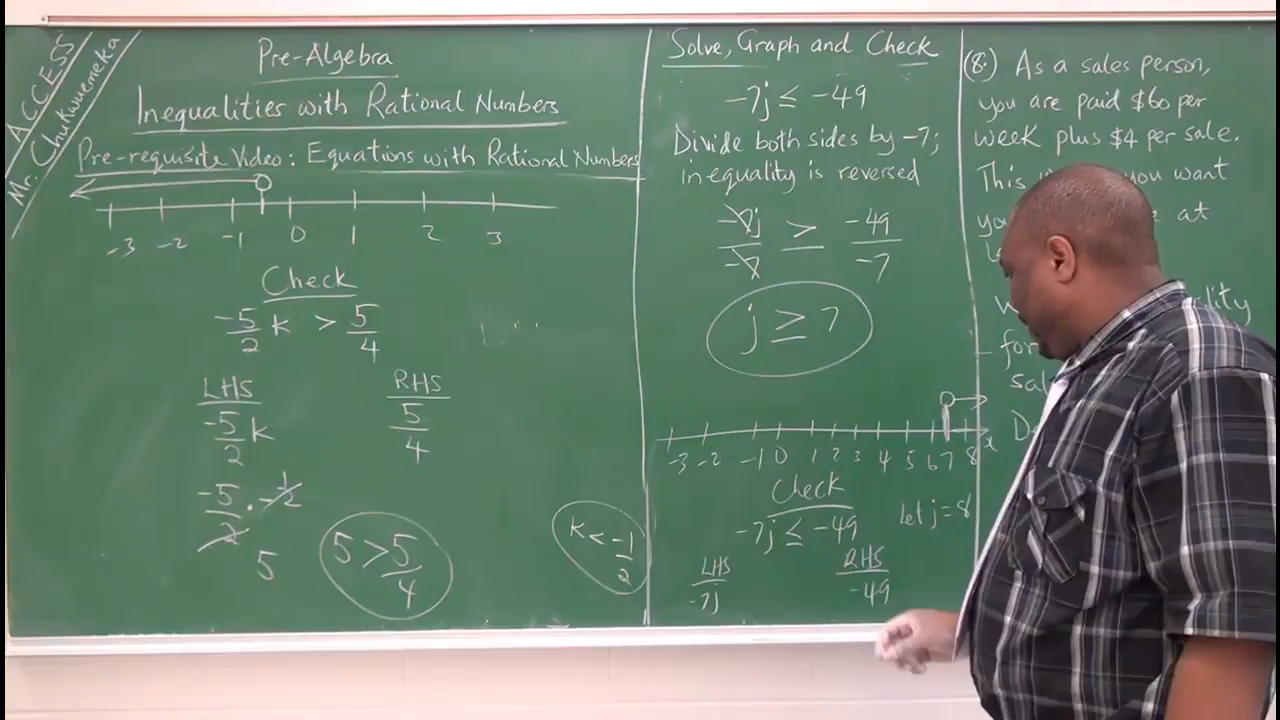 ACCESS
Mr. Chukwuemeka
Pre-Algebra
Inequalities with Rational Numbers
Pre-requisite Video: Equations with Rational Numbers
-3 -2 -1 0 1 2 3
Check
-5/2 k > 5/4
LHS RHS
-5/2 k 5/4
-5/2 · -1/2
5
5 > 5/4
k < -1/2
Solve, Graph and Check
-7j ≤ -49
Divide both sides by -7;
inequality is reversed
-7j/-7 ≥ -49/-7
j ≥ 7
-3 -2 -1 0 1 2 3 4 5 6 7 8 x
Check
-7j ≤ -49 let j = 8
LHS RHS
-7j -49
(8.) As a sales person,
you are paid $60 per
week plus $4 per sale.
you want
at
for